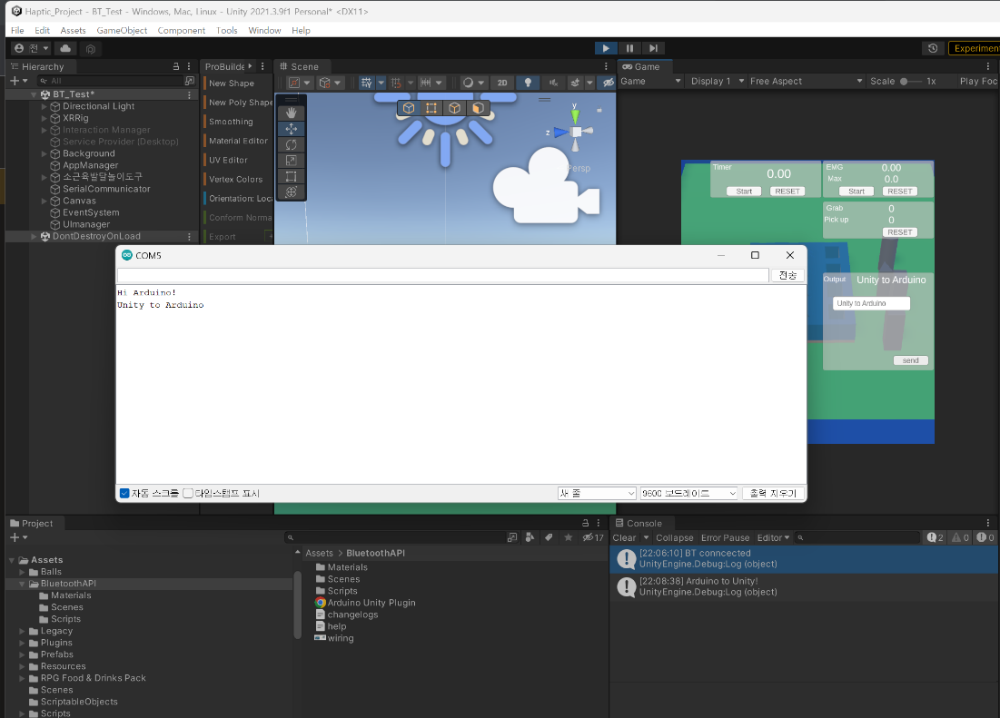 Haptic_Project - BT_Test - Windows, Mac, Linux - Unity 2021.3.9f1 Personal* <DX11>
File Edit Assets GameObject Component Tools Window Help
전
Experiment
Hierarchy
All
BT_Test*
Directional Light
XRRig
Interaction Manager
Service Provider (Desktop)
Background
AppManager
소근육발달놀이도구
SerialCommunicator
Canvas
EventSystem
UImanager
DontDestroyOnLoad
ProBuilde
New Shape
New Poly Shape
Smoothing
Material Editor
UV Editor
Vertex Colors
Orientation: Loca
Conform Norma
Export
Scene
2D
y
z
Persp
Game
Game Display 1 Free Aspect Scale 1x Play Foc
Timer 0.00
Start RESET
EMG 0.00
Max 0.0
Start RESET
Grab 0
Pick up 0
RESET
Output Unity to Arduino
Unity to Arduino
send
COM5
전송
Hi Arduino!
Unity to Arduino
자동 스크롤 타임스탬프 표시 새 줄 9600 보드레이트 출력 지우기
Project
17
Assets
Balls
BluetoothAPI
Materials
Scenes
Scripts
Legacy
Plugins
Prefabs
Resources
RPG Food & Drinks Pack
Scenes
ScriptableObjects
Scripts
Assets > BluetoothAPI
Materials
Scenes
Scripts
Arduino Unity Plugin
changelogs
help
wiring
Console
Clear Collapse Error Pause Editor 2 0 0
[22:06:10] BT conncected
UnityEngine.Debug:Log (object)
[22:08:38] Arduino to Unity!
UnityEngine.Debug:Log (object)